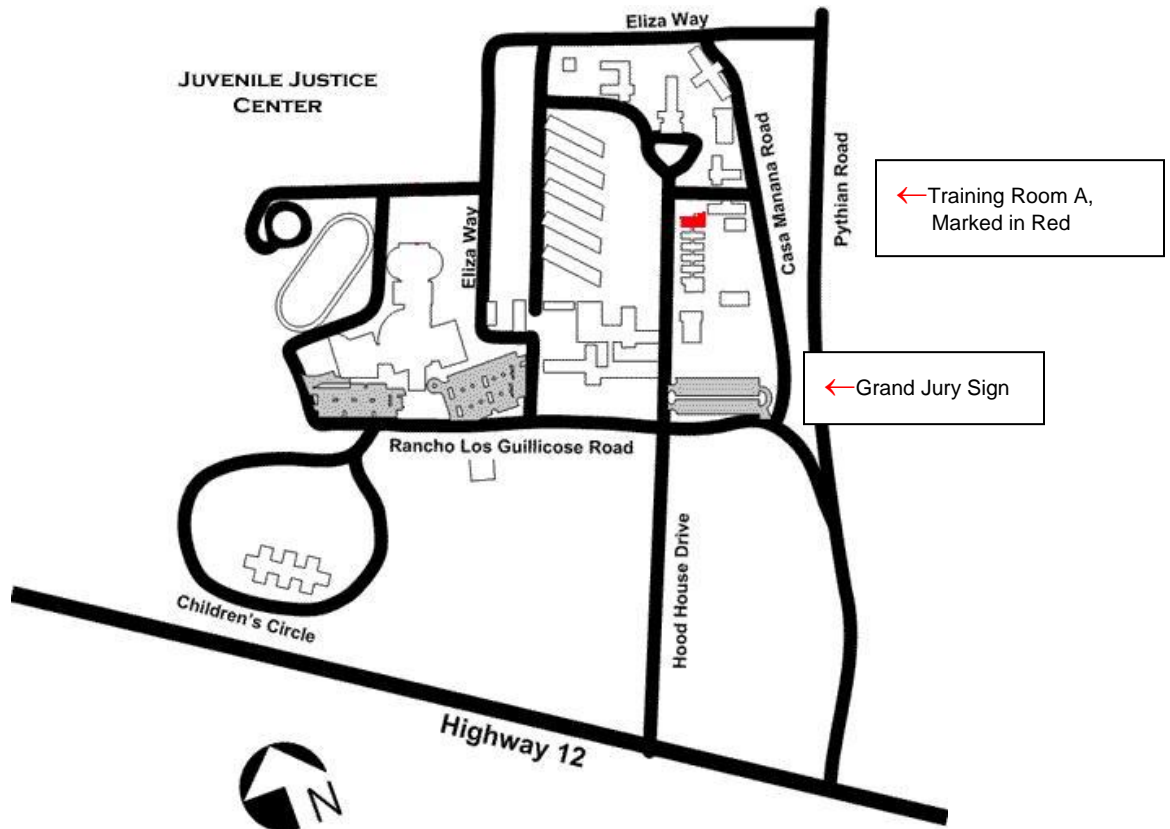 Eliza Way
JUVENILE JUSTICE
CENTER
Eliza Way
Casa Manana Road
Pythian Road
←Training Room A,
Marked in Red
←Grand Jury Sign
Rancho Los Guillicose Road
Hood House Drive
Children's Circle
Highway 12
N